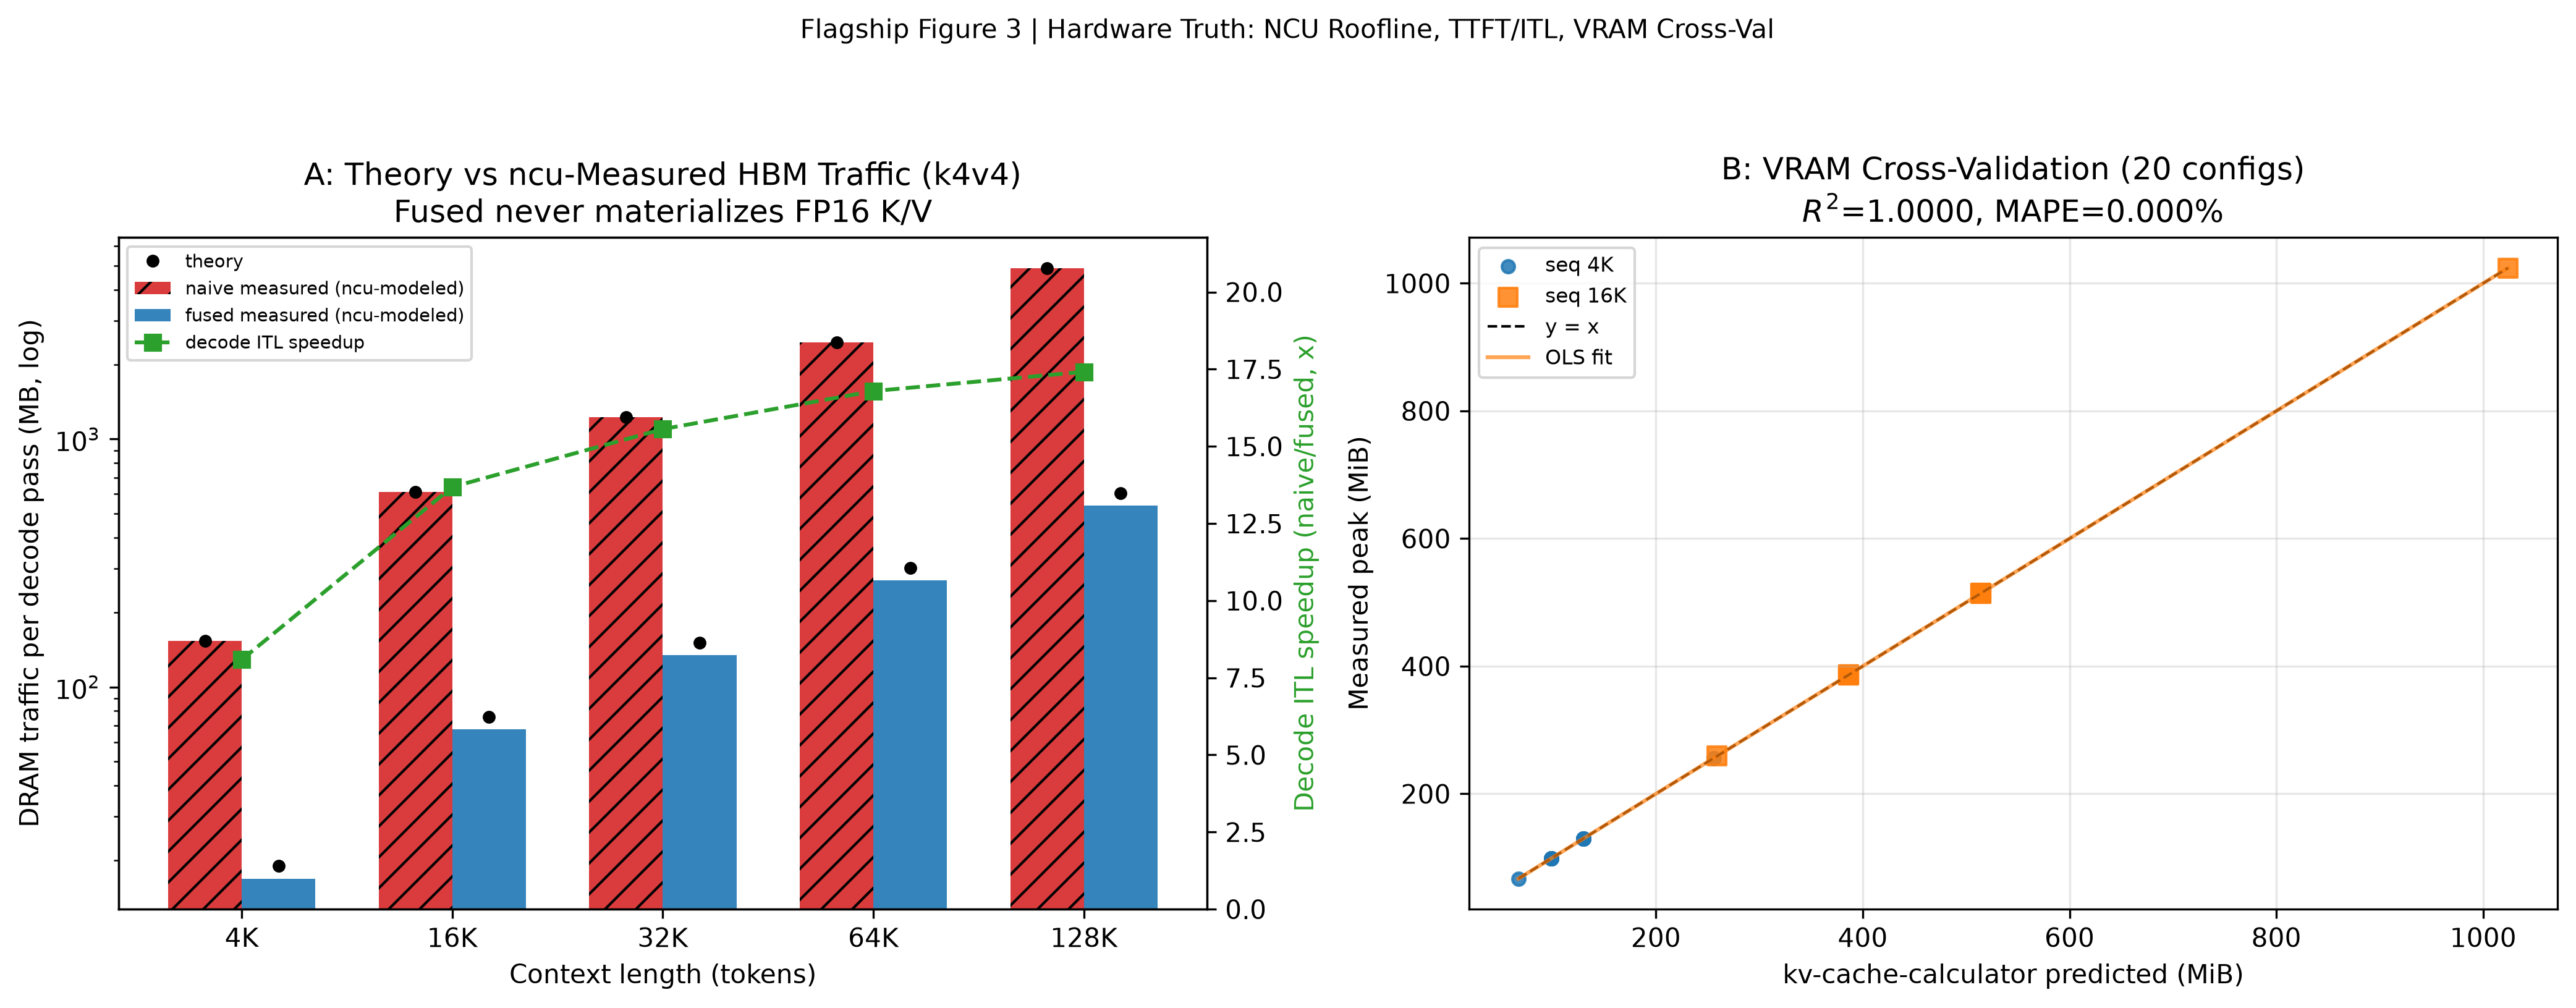 Flagship Figure 3 | Hardware Truth: NCU Roofline, TTFT/ITL, VRAM Cross-Val
A: Theory vs ncu-Measured HBM Traffic (k4v4)
Fused never materializes FP16 K/V
theory
naive measured (ncu-modeled)
fused measured (ncu-modeled)
decode ITL speedup
DRAM traffic per decode pass (MB, log)
10³
10²
20.0
17.5
15.0
12.5
10.0
7.5
5.0
2.5
0.0
Decode ITL speedup (naive/fused, x)
4K 16K 32K 64K 128K
Context length (tokens)
B: VRAM Cross-Validation (20 configs)
R²=1.0000, MAPE=0.000%
seq 4K
seq 16K
y = x
OLS fit
Measured peak (MiB)
1000
800
600
400
200
200 400 600 800 1000
kv-cache-calculator predicted (MiB)